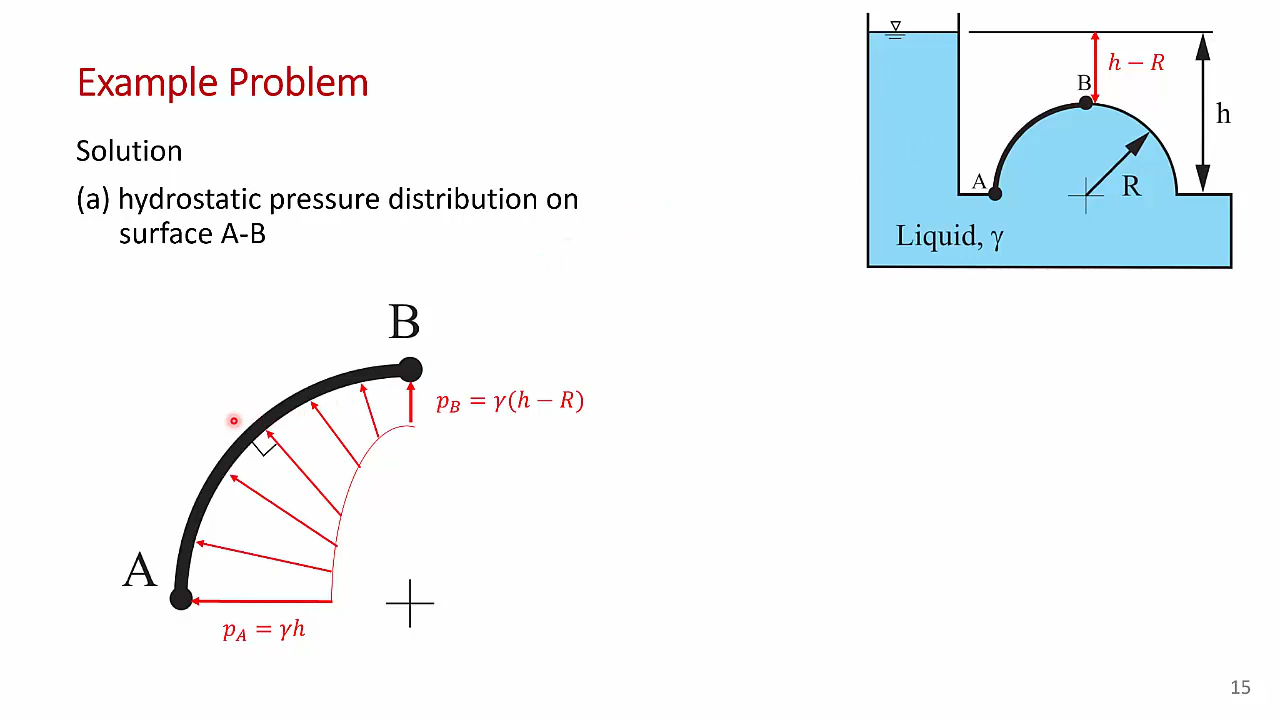 Example Problem
Solution
(a) hydrostatic pressure distribution on
surface A-B
h − R
B
h
A
R
Liquid, γ
B
p_B = γ(h − R)
A
p_A = γh
15